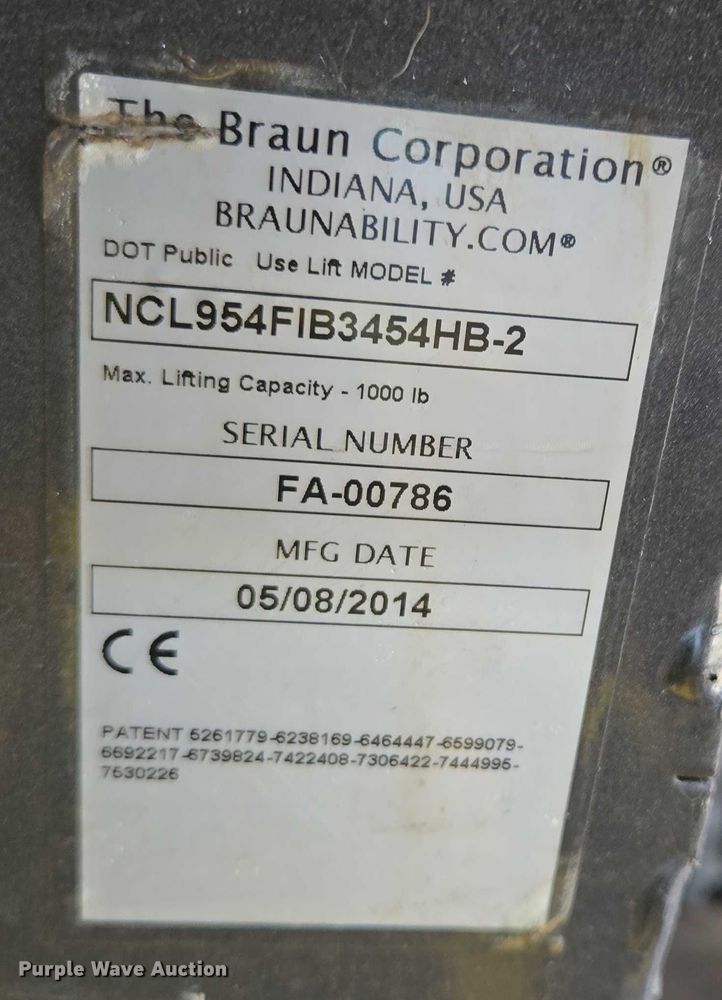 The Braun Corporation®
INDIANA, USA
BRAUNABILITY.COM®
DOT Public Use Lift MODEL #
NCL954FIB3454HB-2
Max. Lifting Capacity - 1000 lb
SERIAL NUMBER
FA-00786
MFG DATE
05/08/2014
CE
PATENT 5261779-6238169-6464447-6599079-
6692217-6739824-7422408-7306422-7444995-
7530226
Purple Wave Auction